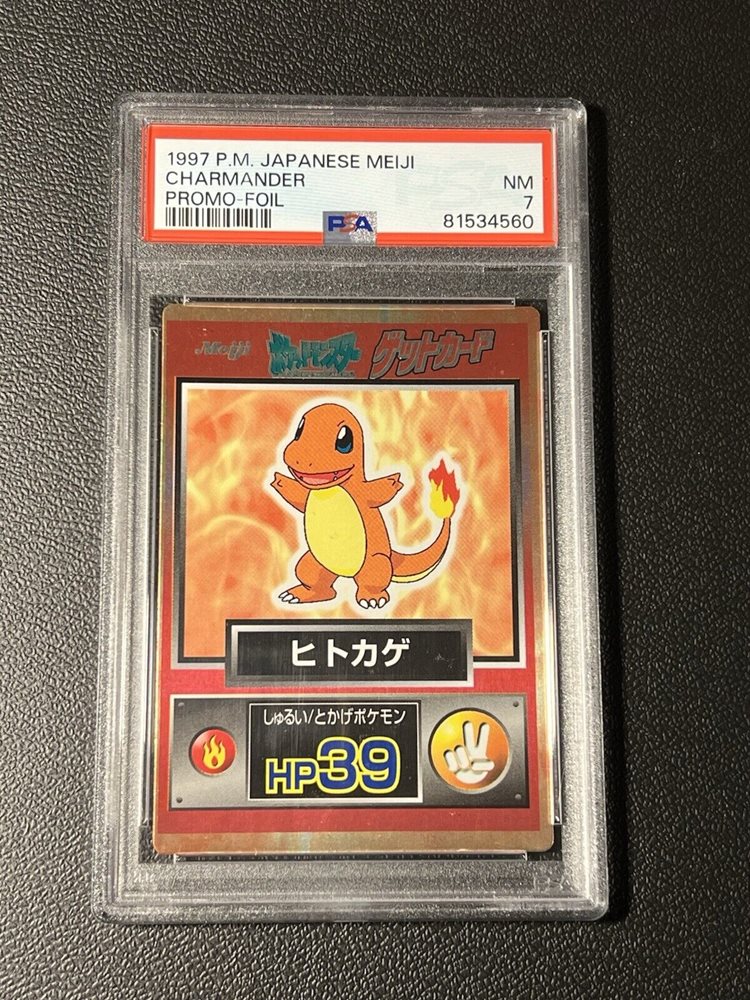 1997 P.M. JAPANESE MEIJI
CHARMANDER NM
PROMO-FOIL 7
PSA 81534560
Meiji ポケットモンスター ゲットカード
ヒトカゲ
しゅるい/とかげポケモン
HP39